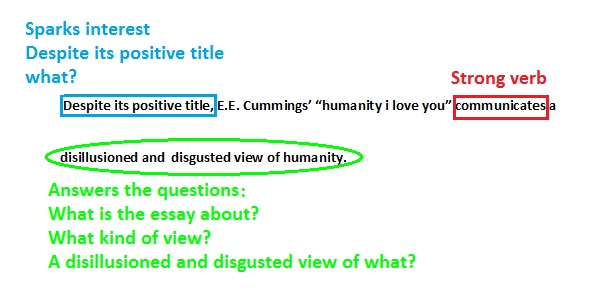 Sparks interest
Despite its positive title
what?
Strong verb
Despite its positive title, E.E. Cummings’ “humanity i love you” communicates a
disillusioned and disgusted view of humanity.
Answers the questions:
What is the essay about?
What kind of view?
A disillusioned and disgusted view of what?